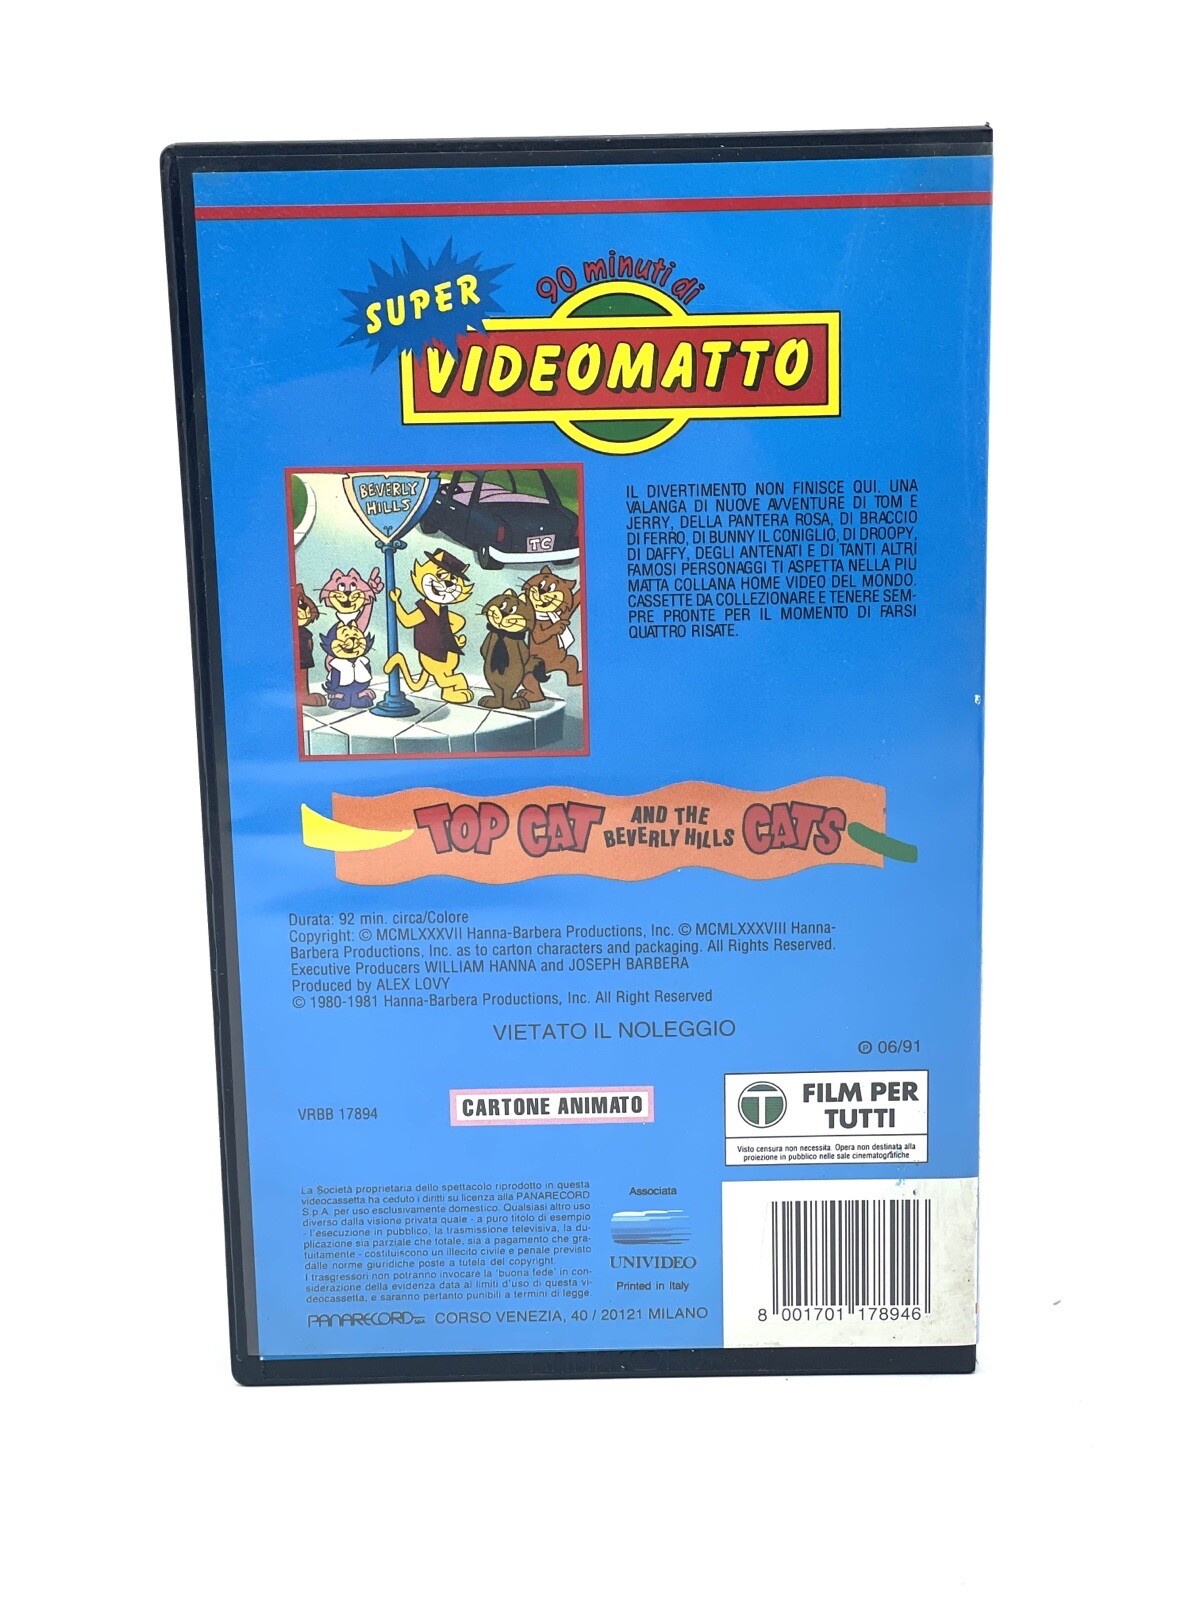 90 minuti di
SUPER
VIDEOMATTO
BEVERLY
HILLS
TC
IL DIVERTIMENTO NON FINISCE QUI. UNA
VALANGA DI NUOVE AVVENTURE DI TOM E
JERRY, DELLA PANTERA ROSA, DI BRACCIO
DI FERRO, DI BUNNY IL CONIGLIO, DI DROOPY,
DI DAFFY, DEGLI ANTENATI E DI TANTI ALTRI
FAMOSI PERSONAGGI TI ASPETTA NELLA PIU
MATTA COLLANA HOME VIDEO DEL MONDO.
CASSETTE DA COLLEZIONARE E TENERE SEM-
PRE PRONTE PER IL MOMENTO DI FARSI
QUATTRO RISATE.
TOP CAT AND THE BEVERLY HILLS CATS
Durata: 92 min. circa/Colore
Copyright: © MCMLXXXVII Hanna-Barbera Productions, Inc. © MCMLXXXVIII Hanna-
Barbera Productions, Inc. as to carton characters and packaging. All Rights Reserved.
Executive Producers WILLIAM HANNA and JOSEPH BARBERA
Produced by ALEX LOVY
© 1980-1981 Hanna-Barbera Productions, Inc. All Right Reserved
VIETATO IL NOLEGGIO
℗ 06/91
VRBB 17894
CARTONE ANIMATO
T FILM PER
TUTTI
Visto censura non necessita. Opera non destinata alla
proiezione in pubblico nelle sale cinematografiche
La Società proprietaria dello spettacolo riprodotto in questa
videocassetta ha ceduto i diritti su licenza alla PANARECORD
S.p.A. per uso esclusivamente domestico. Qualsiasi altro uso
diverso dalla visione privata quale - a puro titolo di esempio
- l'esecuzione in pubblico, la trasmissione televisiva, la du-
plicazione sia parziale che totale, sia a pagamento che gra-
tuitamente - costituiscono un illecito civile e penale previsto
dalle norme giuridiche poste a tutela del copyright.
I trasgressori non potranno invocare la 'buona fede' in con-
siderazione della evidenza data ai limiti d'uso di questa vi-
deocassetta, e saranno pertanto punibili a termini di legge.
Associata
UNIVIDEO
Printed in Italy
PANARECORD SpA CORSO VENEZIA, 40 / 20121 MILANO
8 001701 178946